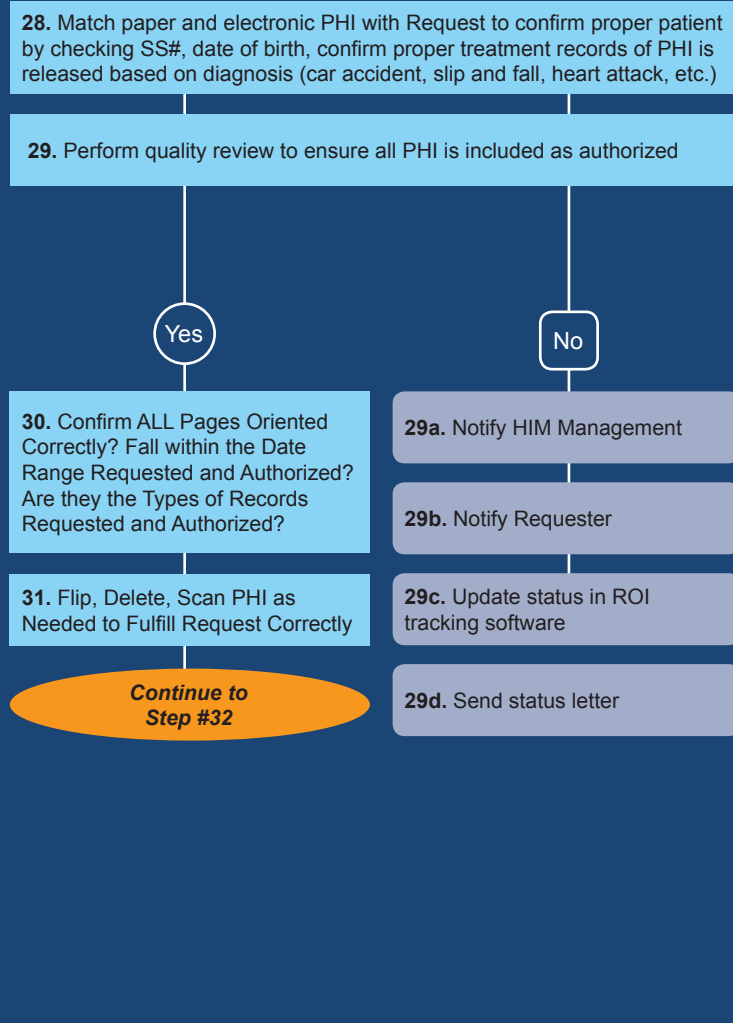 28. Match paper and electronic PHI with Request to confirm proper patient
by checking SS#, date of birth, confirm proper treatment records of PHI is
released based on diagnosis (car accident, slip and fall, heart attack, etc.)
29. Perform quality review to ensure all PHI is included as authorized
Yes
30. Confirm ALL Pages Oriented
Correctly? Fall within the Date
Range Requested and Authorized?
Are they the Types of Records
Requested and Authorized?
31. Flip, Delete, Scan PHI as
Needed to Fulfill Request Correctly
Continue to
Step #32
No
29a. Notify HIM Management
29b. Notify Requester
29c. Update status in ROI
tracking software
29d. Send status letter